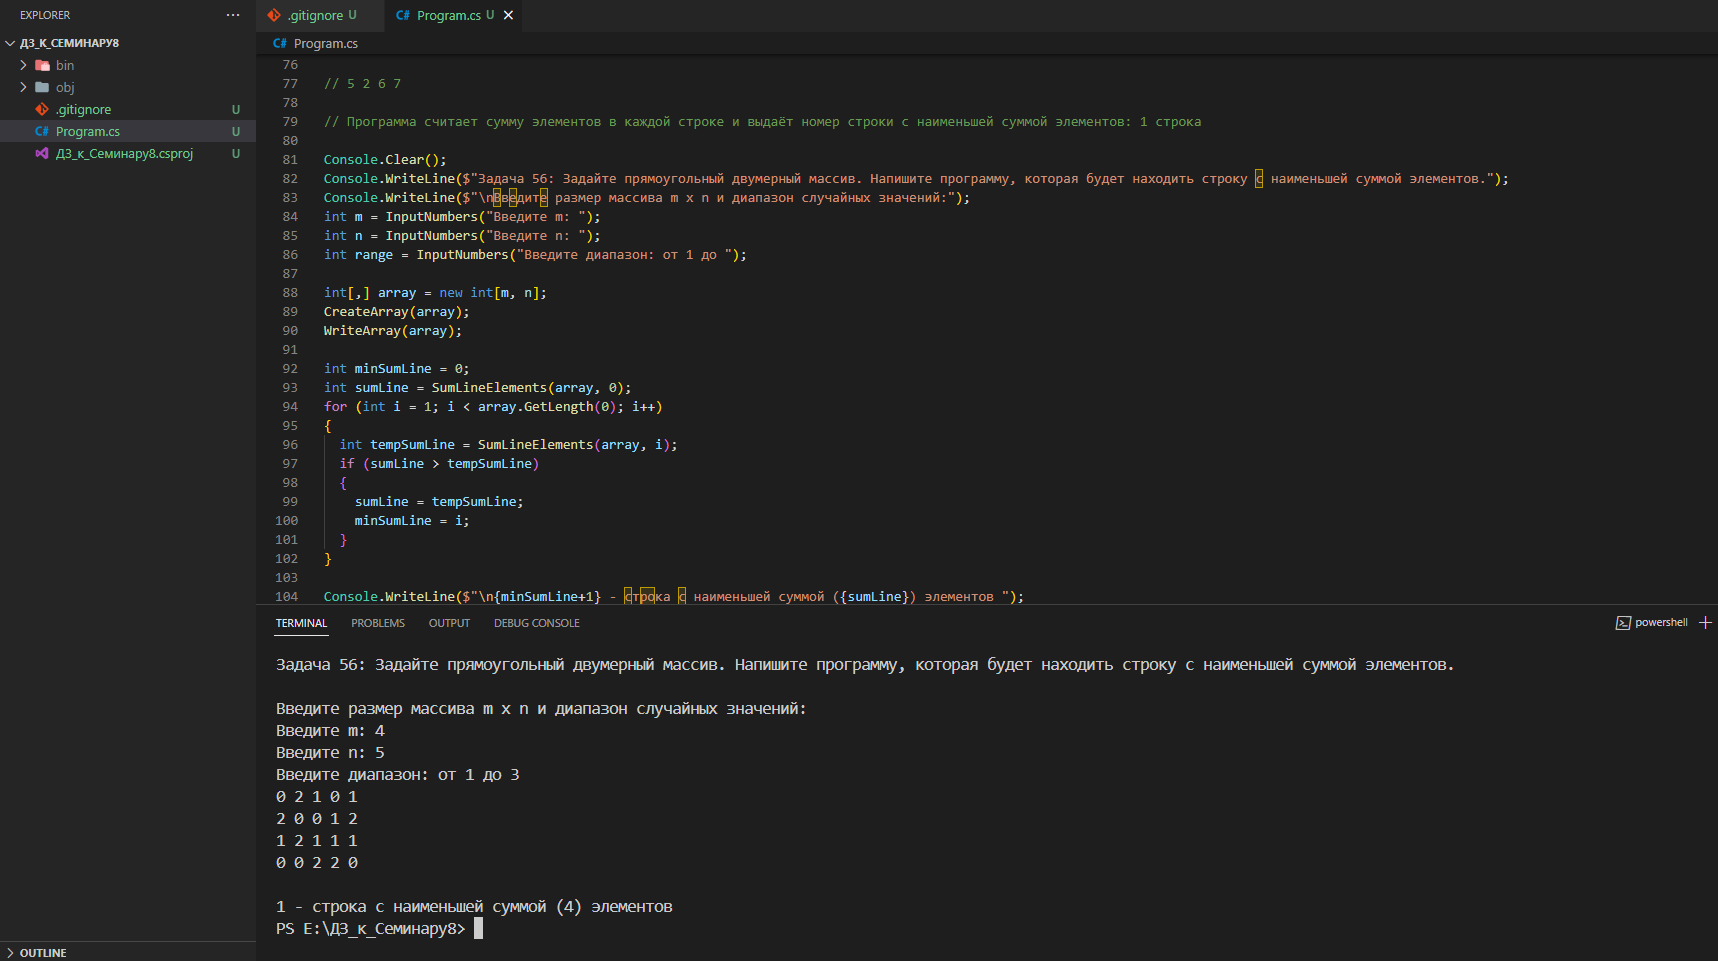 EXPLORER ...
ДЗ_К_СЕМИНАРУ8
bin
obj
.gitignore U
Program.cs U
ДЗ_к_Семинару8.csproj U
OUTLINE
.gitignore U
C# Program.cs U
C# Program.cs
76
77 // 5 2 6 7
78
79 // Программа считает сумму элементов в каждой строке и выдаёт номер строки с наименьшей суммой элементов: 1 строка
80
81 Console.Clear();
82 Console.WriteLine($"Задача 56: Задайте прямоугольный двумерный массив. Напишите программу, которая будет находить строку с наименьшей суммой элементов.");
83 Console.WriteLine($"\nВведите размер массива m x n и диапазон случайных значений:");
84 int m = InputNumbers("Введите m: ");
85 int n = InputNumbers("Введите n: ");
86 int range = InputNumbers("Введите диапазон: от 1 до ");
87
88 int[,] array = new int[m, n];
89 CreateArray(array);
90 WriteArray(array);
91
92 int minSumLine = 0;
93 int sumLine = SumLineElements(array, 0);
94 for (int i = 1; i < array.GetLength(0); i++)
95 {
96 int tempSumLine = SumLineElements(array, i);
97 if (sumLine > tempSumLine)
98 {
99 sumLine = tempSumLine;
100 minSumLine = i;
101 }
102 }
103
104 Console.WriteLine($"\n{minSumLine+1} - строка с наименьшей суммой ({sumLine}) элементов ");
TERMINAL PROBLEMS OUTPUT DEBUG CONSOLE powershell
Задача 56: Задайте прямоугольный двумерный массив. Напишите программу, которая будет находить строку с наименьшей суммой элементов.
Введите размер массива m x n и диапазон случайных значений:
Введите m: 4
Введите n: 5
Введите диапазон: от 1 до 3
0 2 1 0 1
2 0 0 1 2
1 2 1 1 1
0 0 2 2 0
1 - строка с наименьшей суммой (4) элементов
PS E:\ДЗ_к_Семинару8>